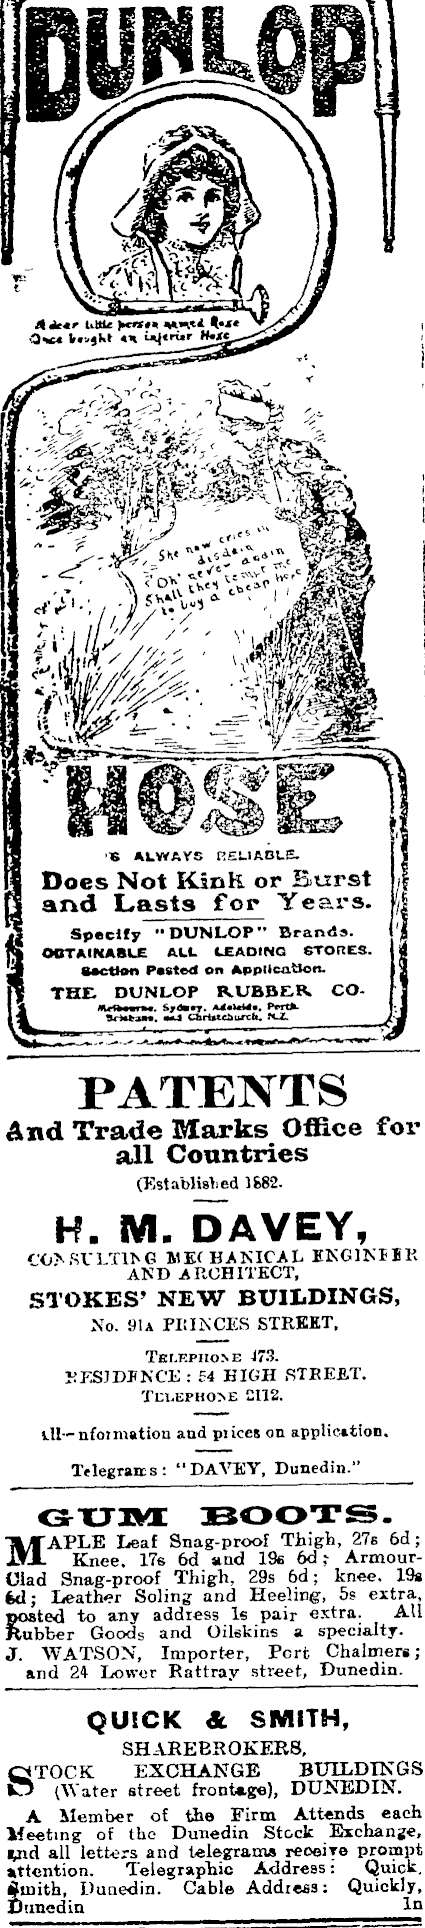 DUNLOP
A dear little person named Rose
Once bought an inferior Hose
She now cries in
disdain
"Oh' never again
Shall they tempt me
to buy a cheap hose
HOSE
IS ALWAYS RELIABLE.
Does Not Kink or Burst
and Lasts for Years.
Specify "DUNLOP" Brands.
OBTAINABLE ALL LEADING STORES.
Section Posted on Application.
THE DUNLOP RUBBER CO.
Melbourne, Sydney, Adelaide, Perth.
Brisbane, and Christchurch, N.Z.
PATENTS
And Trade Marks Office for
all Countries
(Established 1882.
H. M. DAVEY,
CONSULTING MECHANICAL ENGINEER
AND ARCHITECT,
STOKES' NEW BUILDINGS,
No. 91A PRINCES STREET,
TELEPHONE 473.
RESIDENCE: 54 HIGH STREET.
TELEPHONE 2112.
All information and prices on application.
Telegrams: "DAVEY, Dunedin."
GUM BOOTS.
MAPLE Leaf Snag-proof Thigh, 27s 6d;
Knee, 17s 6d and 19s 6d; Armour-
Clad Snag-proof Thigh, 29s 6d; knee, 19s
6d; Leather Soling and Heeling, 5s extra,
posted to any address 1s pair extra. All
Rubber Goods and Oilskins a specialty.
J. WATSON, Importer, Port Chalmers;
and 24 Lower Rattray street, Dunedin.
QUICK & SMITH,
SHAREBROKERS,
STOCK EXCHANGE BUILDINGS
(Water street frontage), DUNEDIN.
A Member of the Firm Attends each
Meeting of the Dunedin Stock Exchange,
and all letters and telegrams receive prompt
attention. Telegraphic Address: Quick,
Smith, Dunedin. Cable Address: Quickly,
Dunedin 1n